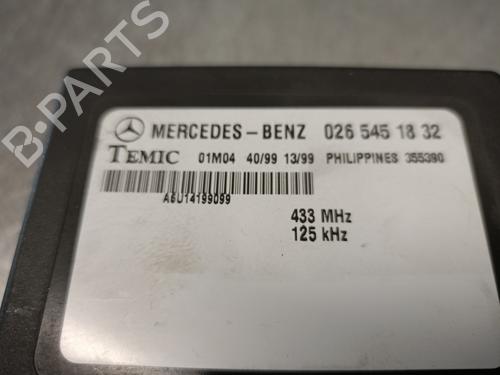 B-PARTS
MERCEDES-BENZ 026 545 18 32
TEMIC 01M04 40/99 13/99 PHILIPPINES 355390
A6U14199099
433 MHz
125 kHz